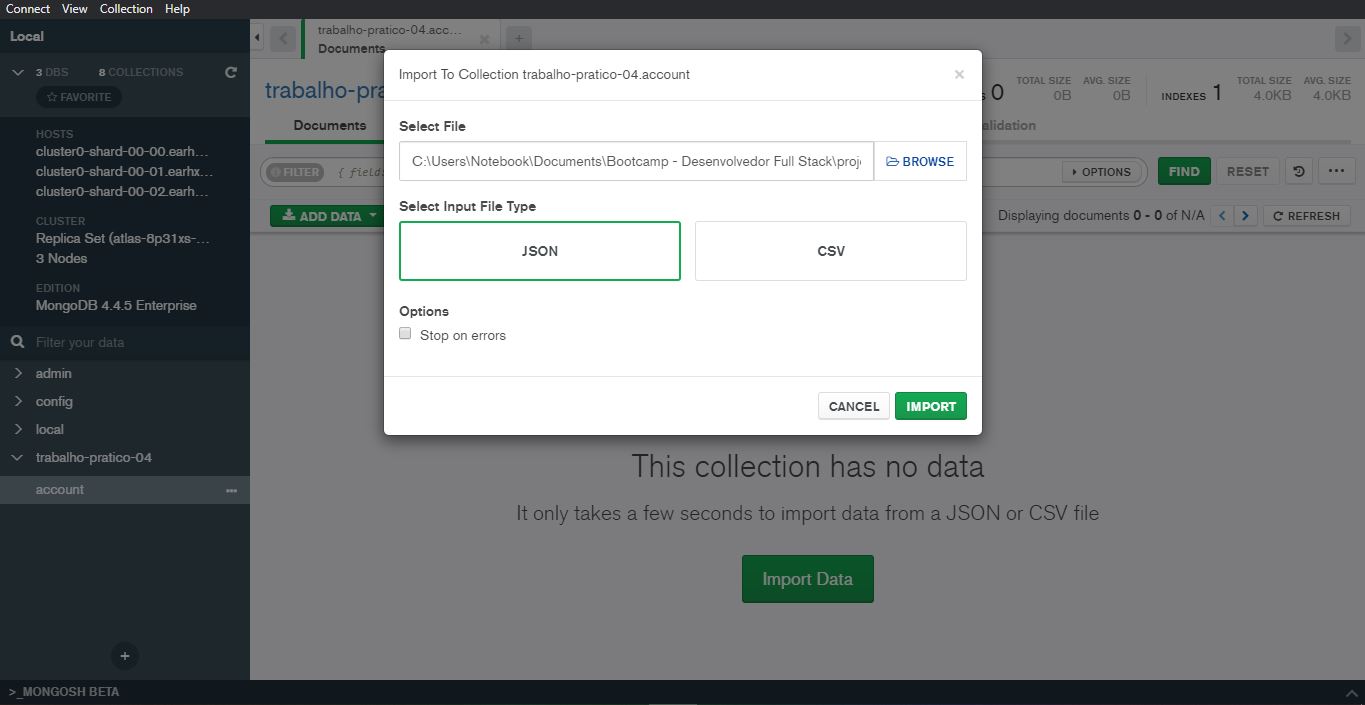 Connect View Collection Help
Local
3 DBS 8 COLLECTIONS
FAVORITE
HOSTS
cluster0-shard-00-00.earh...
cluster0-shard-00-01.earhx...
cluster0-shard-00-02.earh...
CLUSTER
Replica Set (atlas-8p31xs-...
3 Nodes
EDITION
MongoDB 4.4.5 Enterprise
Filter your data
admin
config
local
trabalho-pratico-04
account
>_MONGOSH BETA
trabalho-pratico-04.acc...
Documents
trabalho-pra
S 0
TOTAL SIZE AVG. SIZE
0B 0B
INDEXES 1
TOTAL SIZE AVG. SIZE
4.0KB 4.0KB
Documents
alidation
FILTER { field:
OPTIONS
FIND
RESET
ADD DATA
Displaying documents 0 - 0 of N/A
REFRESH
Import To Collection trabalho-pratico-04.account
Select File
C:\Users\Notebook\Documents\Bootcamp - Desenvolvedor Full Stack\proj
BROWSE
Select Input File Type
JSON
CSV
Options
Stop on errors
CANCEL
IMPORT
This collection has no data
It only takes a few seconds to import data from a JSON or CSV file
Import Data